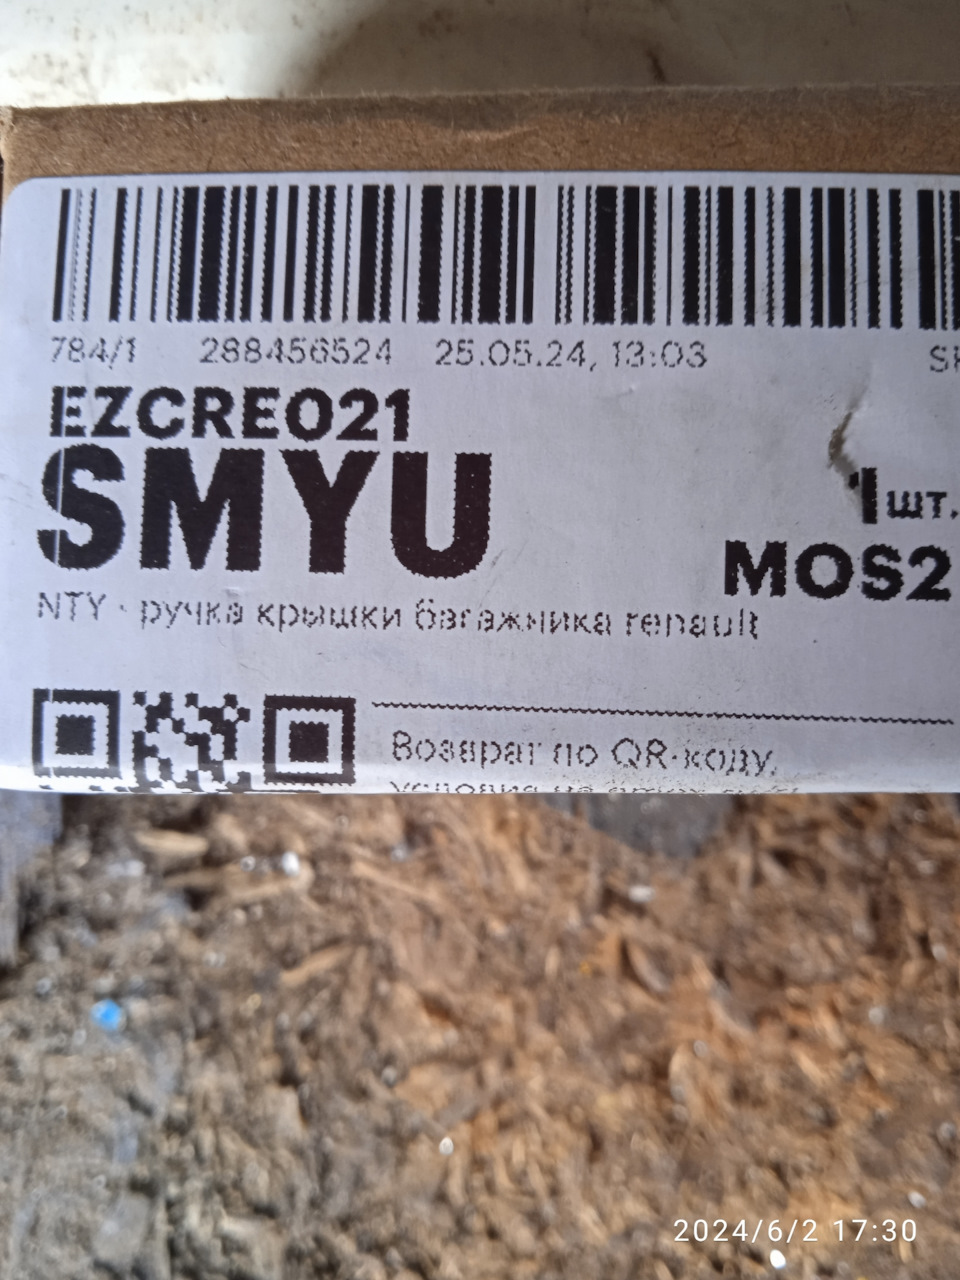 784/1 288456524 25.05.24, 13:03
EZCRE021
SMYU
1 шт.
MOS2
NTY - ручка крышки багажника renault
Возврат по QR-коду,
2024/6/2 17:30